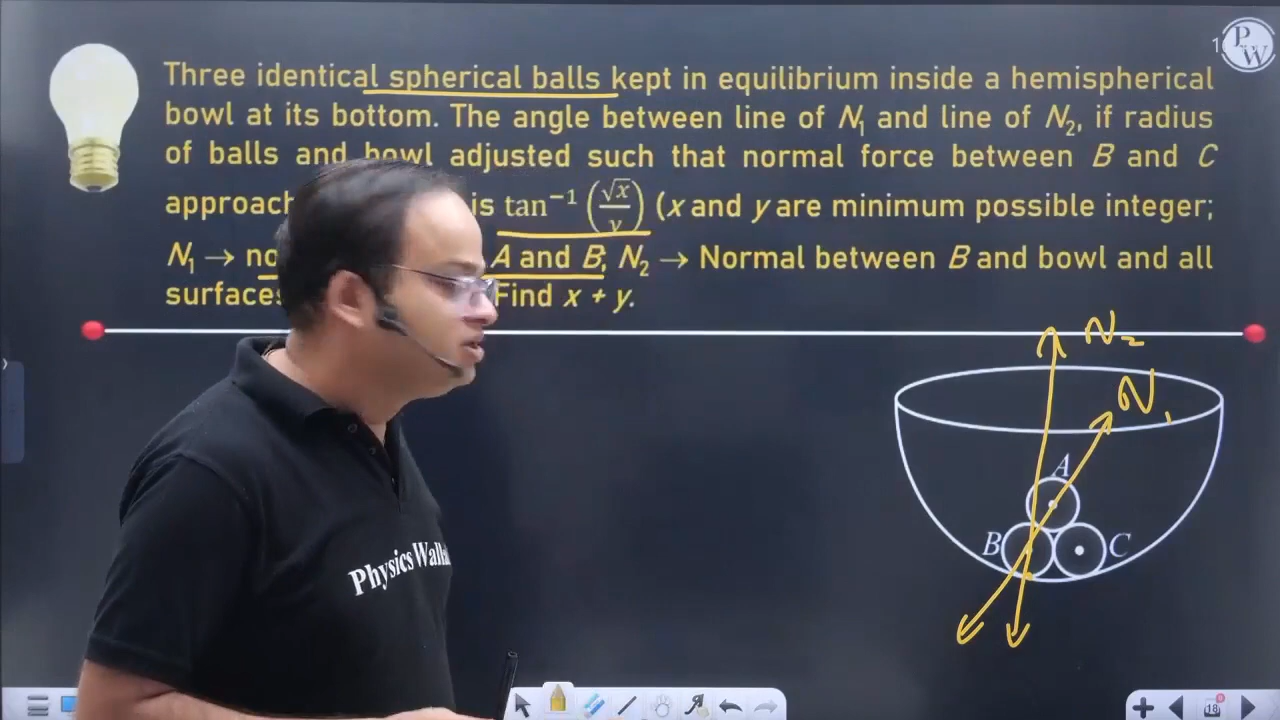 P
W
Three identical spherical balls kept in equilibrium inside a hemispherical
bowl at its bottom. The angle between line of N₁ and line of N₂, if radius
of balls and bowl adjusted such that normal force between B and C
approach is tan⁻¹ (√x/y) (x and y are minimum possible integer;
N₁ → A and B, N₂ → Normal between B and bowl and all
surfaces Find x + y.
N₂
N₁
A
B C
Physics Walla
18